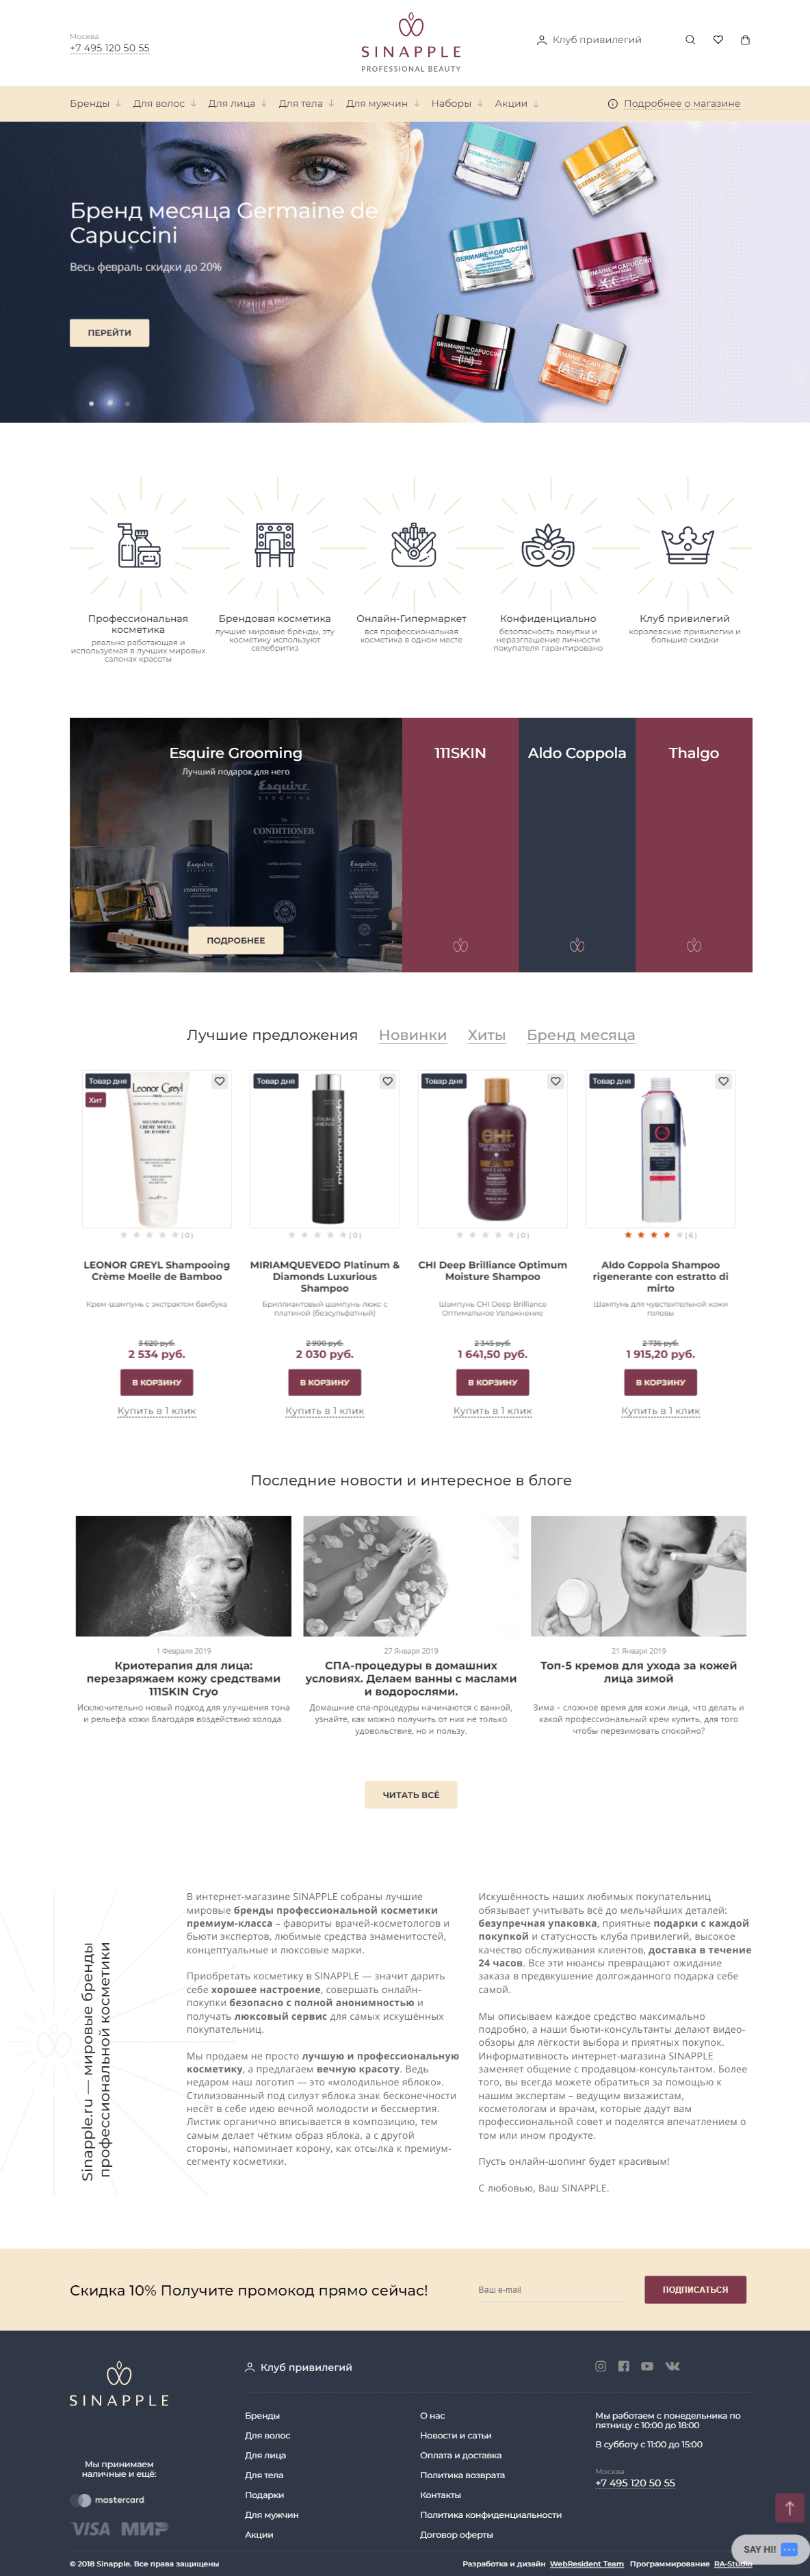 Москва
+7 495 120 50 55
SINAPPLE
PROFESSIONAL BEAUTY
Клуб привилегий
Бренды
Для волос
Для лица
Для тела
Для мужчин
Наборы
Акции
Подробнее о магазине
Бренд месяца Germaine de
Capuccini
Весь февраль скидки до 20%
ПЕРЕЙТИ
Профессиональная
косметика
реально работающая и
используемая в лучших мировых
салонах красоты
Брендовая косметика
лучшие мировые бренды, эту
косметику используют
селебритиз
Онлайн-Гипермаркет
вся профессиональная
косметика в одном месте
Конфиденциально
безопасность покупки и
неразглашение личности
покупателя гарантировано
Клуб привилегий
королевские привилегии и
большие скидки
Esquire Grooming
Лучший подарок для него
Esquire
GROOMING
The
CONDITIONER
ПОДРОБНЕЕ
111SKIN
Aldo Coppola
Thalgo
Лучшие предложения
Новинки
Хиты
Бренд месяца
Товар дня
Хит
Leonor Greyl
( 0 )
LEONOR GREYL Shampooing
Crème Moelle de Bamboo
Крем-шампунь с экстрактом бамбука
3 620 руб.
2 534 руб.
В КОРЗИНУ
Купить в 1 клик
Товар дня
miriamquevedo
( 0 )
MIRIAMQUEVEDO Platinum &
Diamonds Luxurious
Shampoo
Бриллиантовый шампунь-люкс с
платиной (безсульфатный)
2 900 руб.
2 030 руб.
В КОРЗИНУ
Купить в 1 клик
Товар дня
CHI
( 0 )
CHI Deep Brilliance Optimum
Moisture Shampoo
Шампунь CHI Deep Brilliance
Оптимальное Увлажнение
2 345 руб.
1 641,50 руб.
В КОРЗИНУ
Купить в 1 клик
Товар дня
( 6 )
Aldo Coppola Shampoo
rigenerante con estratto di
mirto
Шампунь для чувствительной кожи
головы
2 736 руб.
1 915,20 руб.
В КОРЗИНУ
Купить в 1 клик
Последние новости и интересное в блоге
1 Февраля 2019
Криотерапия для лица:
перезаряжаем кожу средствами
111SKIN Cryo
Исключительно новый подход для улучшения тона
и рельефа кожи благодаря воздействию холода.
27 Января 2019
СПА-процедуры в домашних
условиях. Делаем ванны с маслами
и водорослями.
Домашние спа-процедуры начинаются с ванной,
узнайте, как можно получить от них не только
удовольствие, но и пользу.
21 Января 2019
Топ-5 кремов для ухода за кожей
лица зимой
Зима – сложное время для кожи лица, что делать и
какой профессиональный крем купить, для того
чтобы перезимовать спокойно?
ЧИТАТЬ ВСЁ
Sinapple.ru — мировые бренды
профессиональной косметики
В интернет-магазине SINAPPLE собраны лучшие
мировые бренды профессиональной косметики
премиум-класса – фавориты врачей-косметологов и
бьюти экспертов, любимые средства знаменитостей,
концептуальные и люксовые марки.
Приобретать косметику в SINAPPLE — значит дарить
себе хорошее настроение, совершать онлайн-
покупки безопасно с полной анонимностью и
получать люксовый сервис для самых искушённых
покупательниц.
Мы продаем не просто лучшую и профессиональную
косметику, а предлагаем вечную красоту. Ведь
недаром наш логотип — это «молодильное яблоко».
Стилизованный под силуэт яблока знак бесконечности
несёт в себе идею вечной молодости и бессмертия.
Листик органично вписывается в композицию, тем
самым делает чётким образ яблока, а с другой
стороны, напоминает корону, как отсылка к премиум-
сегменту косметики.
Искушённость наших любимых покупательниц
обязывает учитывать всё до мельчайших деталей:
безупречная упаковка, приятные подарки с каждой
покупкой и статусность клуба привилегий, высокое
качество обслуживания клиентов, доставка в течение
24 часов. Все эти нюансы превращают ожидание
заказа в предвкушение долгожданного подарка себе
самой.
Мы описываем каждое средство максимально
подробно, а наши бьюти-консультанты делают видео-
обзоры для лёгкости выбора и приятных покупок.
Информативность интернет-магазина SINAPPLE
заменяет общение с продавцом-консультантом. Более
того, вы всегда можете обратиться за помощью к
нашим экспертам – ведущим визажистам,
косметологам и врачам, которые дадут вам
профессиональной совет и поделятся впечатлением о
том или ином продукте.
Пусть онлайн-шопинг будет красивым!
С любовью, Ваш SINAPPLE.
Скидка 10% Получите промокод прямо сейчас!
Ваш e-mail
ПОДПИСАТЬСЯ
SINAPPLE
Мы принимаем
наличные и ещё:
mastercard
VISA
МИР
Клуб привилегий
Бренды
Для волос
Для лица
Для тела
Подарки
Для мужчин
Акции
О нас
Новости и сатьи
Оплата и доставка
Политика возврата
Контакты
Политика конфиденциальности
Договор оферты
Мы работаем с понедельника по
пятницу с 10:00 до 18:00
В субботу с 11:00 до 15:00
Москва
+7 495 120 50 55
SAY HI!
© 2018 Sinapple. Все права защищены
Разработка и дизайн WebResident Team
Программирование RA-Studio